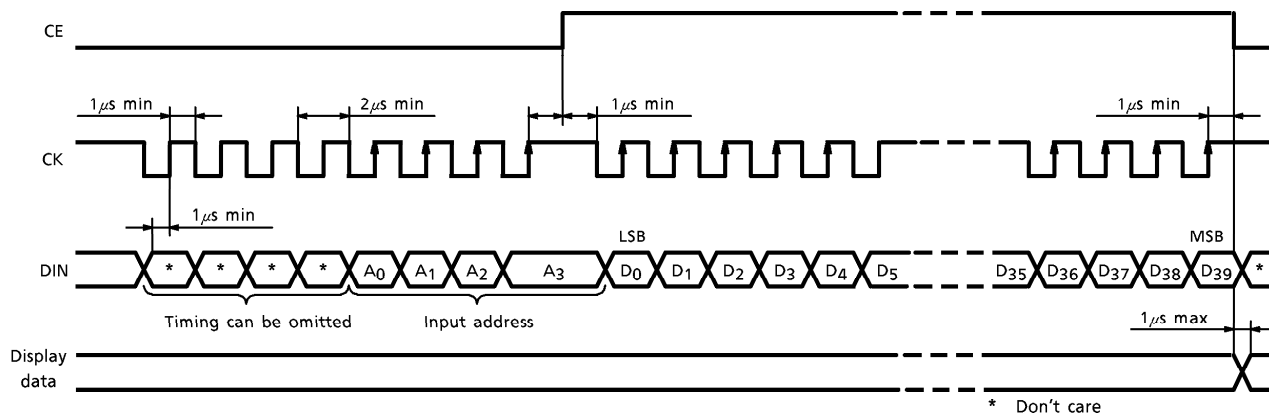 CE
1μs min 2μs min 1μs min 1μs min
CK
1μs min
LSB MSB
DIN * * * * A0 A1 A2 A3 D0 D1 D2 D3 D4 D5 D35 D36 D37 D38 D39 *
Timing can be omitted Input address
1μs max
Display
data
* Don't care